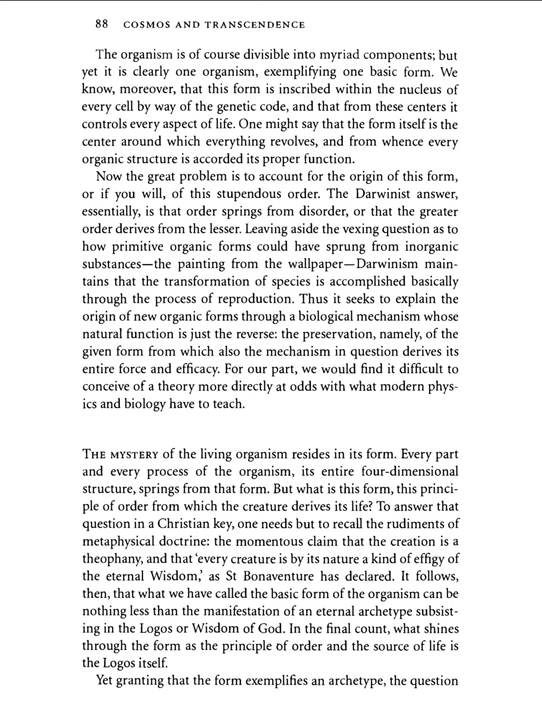 88 COSMOS AND TRANSCENDENCE
The organism is of course divisible into myriad components; but
yet it is clearly one organism, exemplifying one basic form. We
know, moreover, that this form is inscribed within the nucleus of
every cell by way of the genetic code, and that from these centers it
controls every aspect of life. One might say that the form itself is the
center around which everything revolves, and from whence every
organic structure is accorded its proper function.
Now the great problem is to account for the origin of this form,
or if you will, of this stupendous order. The Darwinist answer,
essentially, is that order springs from disorder, or that the greater
order derives from the lesser. Leaving aside the vexing question as to
how primitive organic forms could have sprung from inorganic
substances—the painting from the wallpaper—Darwinism main-
tains that the transformation of species is accomplished basically
through the process of reproduction. Thus it seeks to explain the
origin of new organic forms through a biological mechanism whose
natural function is just the reverse: the preservation, namely, of the
given form from which also the mechanism in question derives its
entire force and efficacy. For our part, we would find it difficult to
conceive of a theory more directly at odds with what modern phys-
ics and biology have to teach.
THE MYSTERY of the living organism resides in its form. Every part
and every process of the organism, its entire four-dimensional
structure, springs from that form. But what is this form, this princi-
ple of order from which the creature derives its life? To answer that
question in a Christian key, one needs but to recall the rudiments of
metaphysical doctrine: the momentous claim that the creation is a
theophany, and that ‘every creature is by its nature a kind of effigy of
the eternal Wisdom,’ as St Bonaventure has declared. It follows,
then, that what we have called the basic form of the organism can be
nothing less than the manifestation of an eternal archetype subsist-
ing in the Logos or Wisdom of God. In the final count, what shines
through the form as the principle of order and the source of life is
the Logos itself.
Yet granting that the form exemplifies an archetype, the question